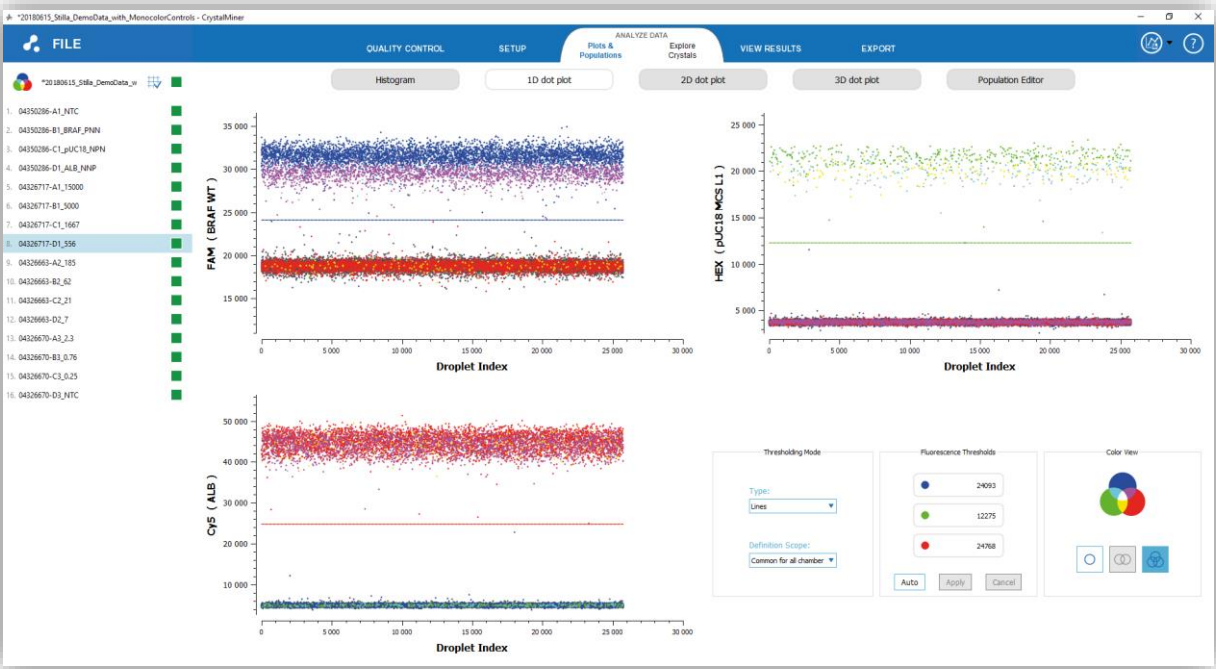 *20180615_Stilla_DemoData_with_MonocolorControls - CrystalMiner
FILE
QUALITY CONTROL
SETUP
ANALYZE DATA
Plots &
Populations
Explore
Crystals
VIEW RESULTS
EXPORT
?
*20180615_Stilla_DemoData_w
Histogram
1D dot plot
2D dot plot
3D dot plot
Population Editor
1. 04350286-A1_NTC
2. 04350286-B1_BRAF_PNN
3. 04350286-C1_pUC18_NPN
4. 04350286-D1_ALB_NNP
5. 04326717-A1_15000
6. 04326717-B1_5000
7. 04326717-C1_1667
8. 04326717-D1_556
9. 04326663-A2_185
10. 04326663-B2_62
11. 04326663-C2_21
12. 04326663-D2_7
13. 04326670-A3_2.3
14. 04326670-B3_0.76
15. 04326670-C3_0.25
16. 04326670-D3_NTC
FAM ( BRAF WT )
35 000
30 000
25 000
20 000
15 000
0 5 000 10 000 15 000 20 000 25 000 30 000
Droplet Index
HEX ( pUC18 MCS L1 )
25 000
20 000
15 000
10 000
5 000
0 5 000 10 000 15 000 20 000 25 000 30 000
Droplet Index
Cy5 ( ALB )
50 000
40 000
30 000
20 000
10 000
0 5 000 10 000 15 000 20 000 25 000 30 000
Droplet Index
Thresholding Mode
Type:
Lines
Definition Scope:
Common for all chamber
Fluorescence Thresholds
24093
12275
24768
Auto
Apply
Cancel
Color View